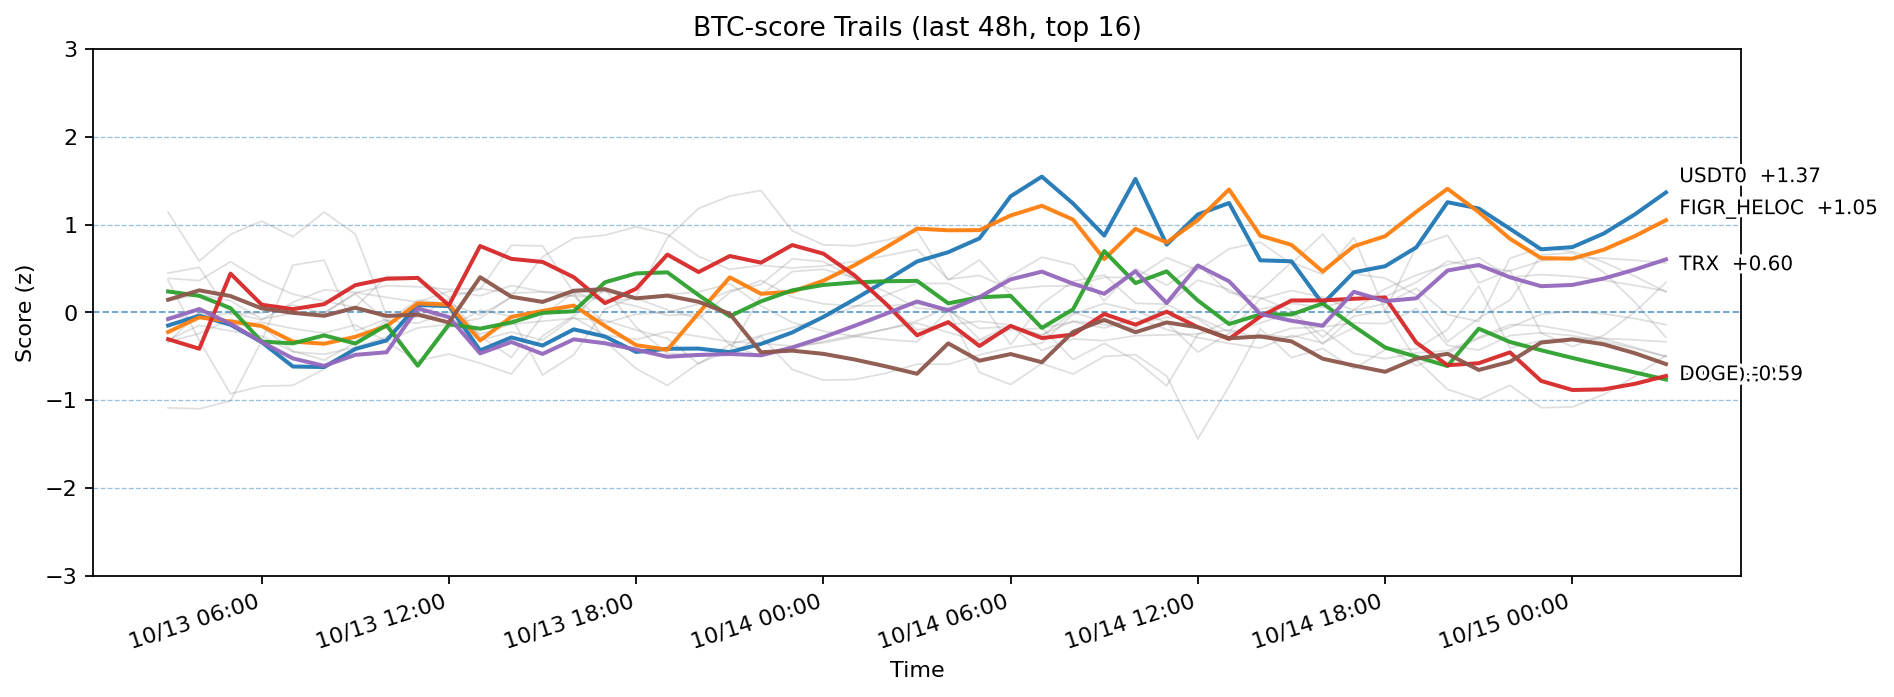 BTC-score Trails (last 48h, top 16)
Score (z)
3
2
1
0
−1
−2
−3
USDT0 +1.37
FIGR_HELOC +1.05
TRX +0.60
DOGE -0.59
10/13 06:00
10/13 12:00
10/13 18:00
10/14 00:00
10/14 06:00
10/14 12:00
10/14 18:00
10/15 00:00
Time